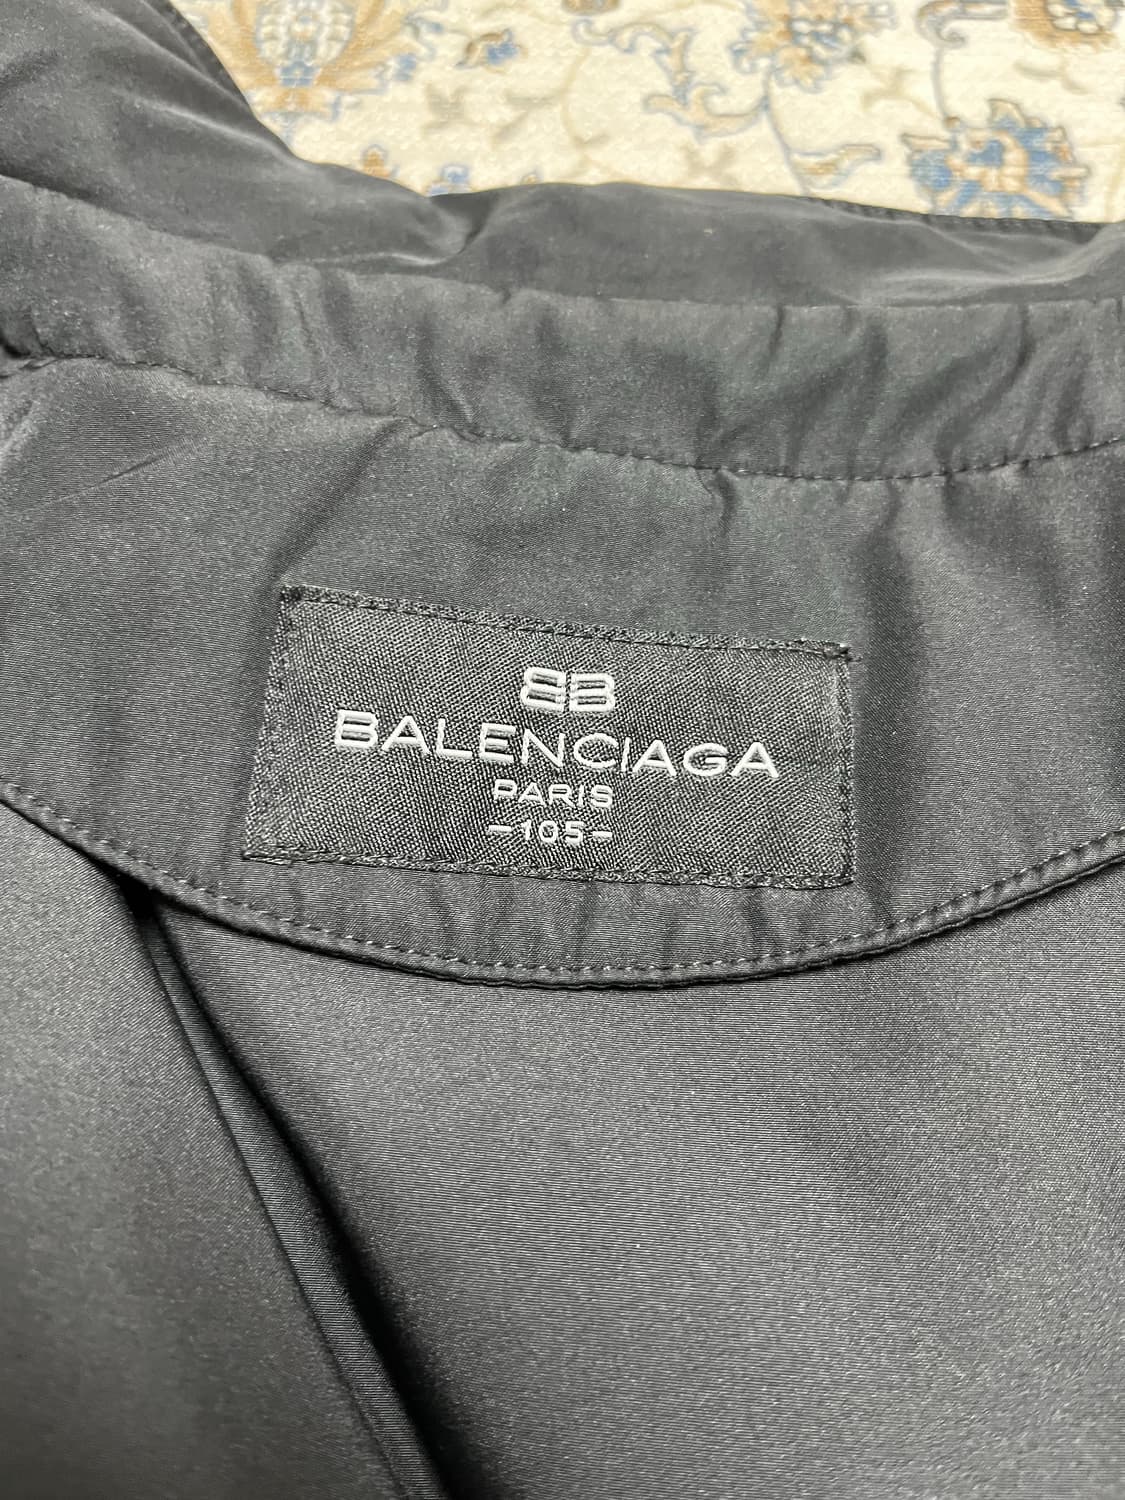 BB
BALENCIAGA
PARIS
-105-